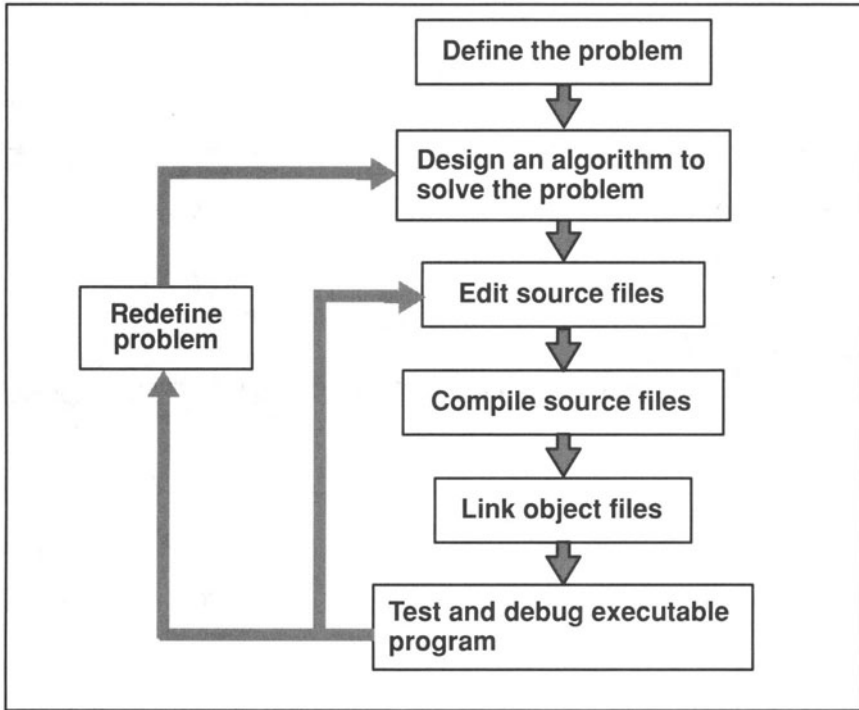 Define the problem
Design an algorithm to
solve the problem
Redefine
problem
Edit source files
Compile source files
Link object files
Test and debug executable
program